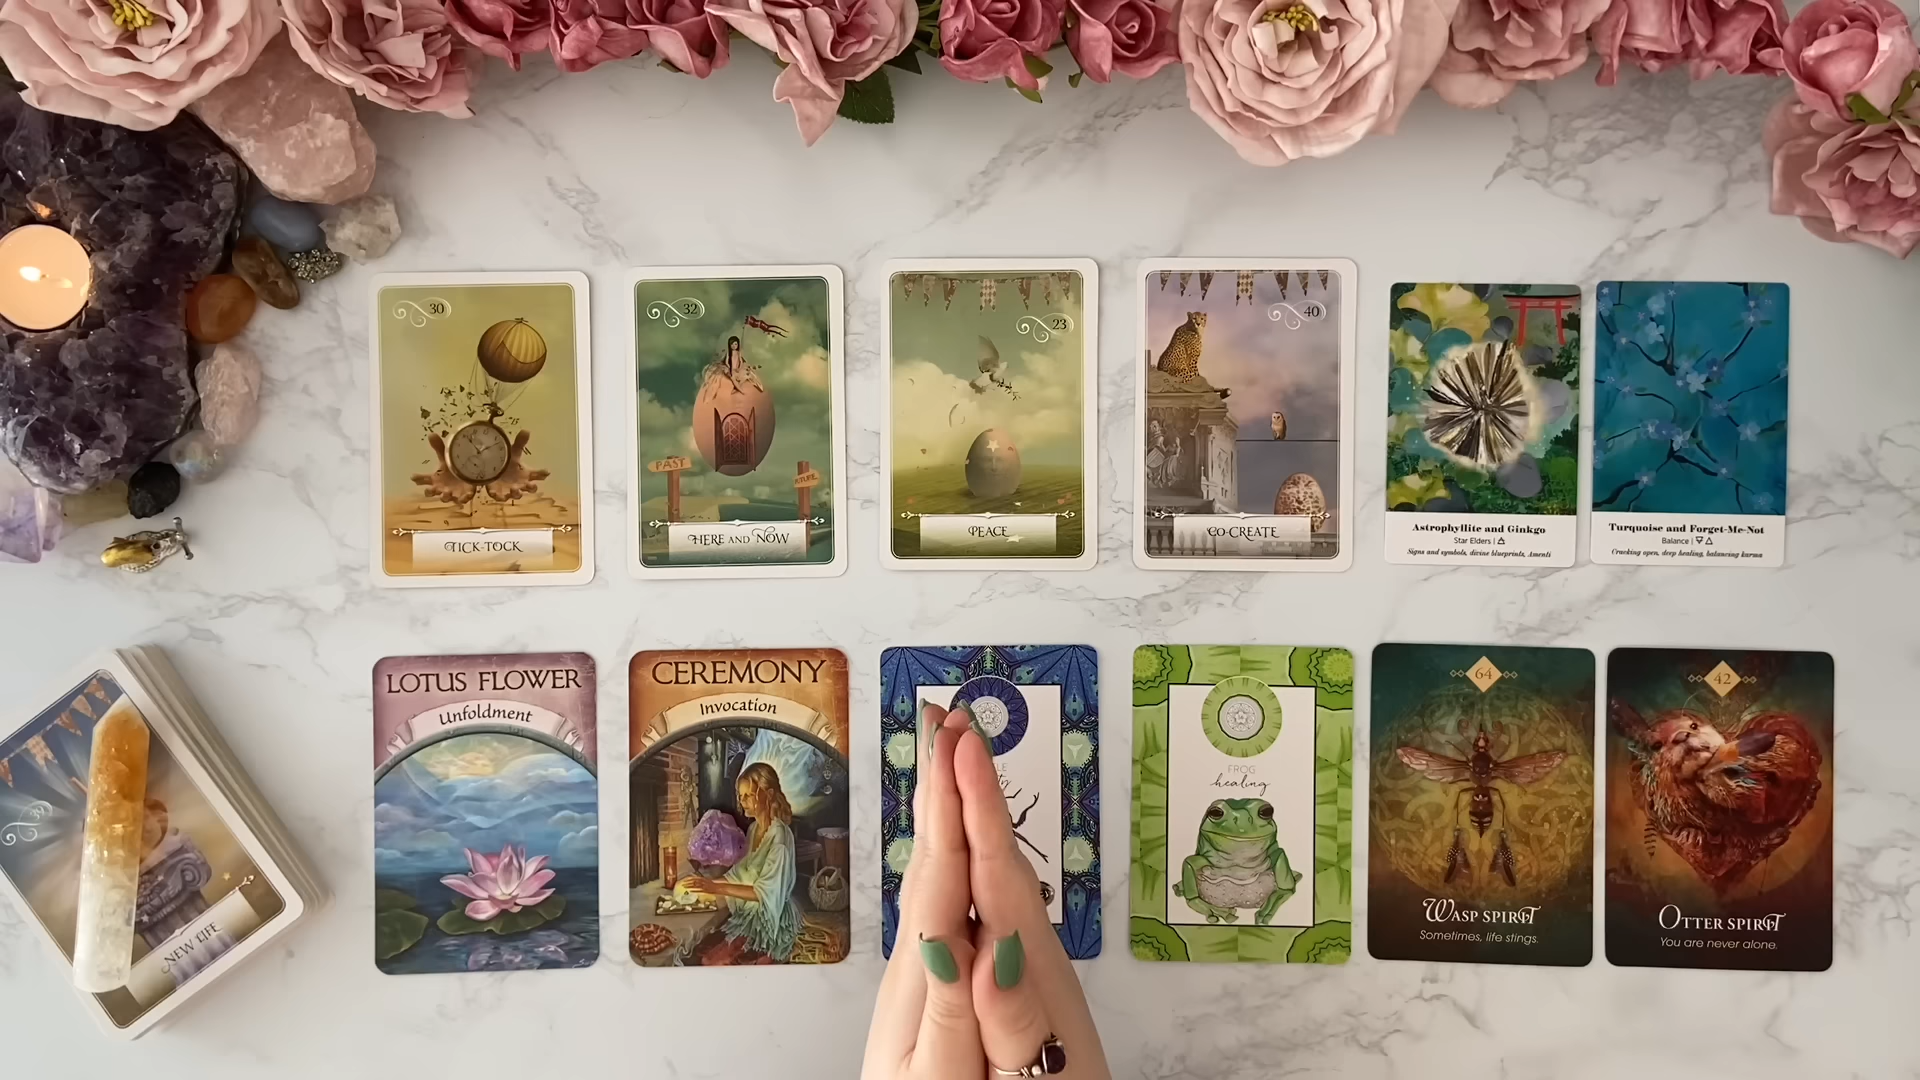 30
TICK-TOCK
32
PAST
FUTURE
HERE AND NOW
23
PEACE
40
CO-CREATE
Astrophyllite and Ginkgo
Star Elders |
Signs and symbols, divine blueprints, Amenti
Turquoise and Forget-Me-Not
Balance |
Cracking open, deep healing, balancing karma
NEW LIFE
LOTUS FLOWER
Unfoldment
CEREMONY
Invocation
FROG
healing
64
WASP SPIRIT
Sometimes, life stings.
42
OTTER SPIRIT
You are never alone.